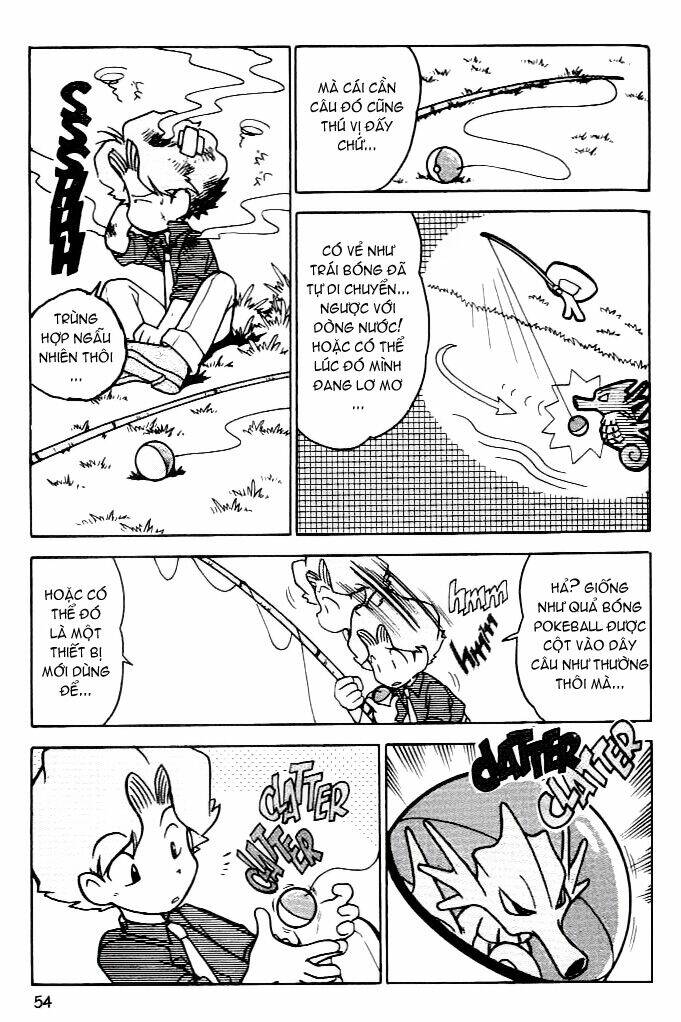 SSSHHH
TRÙNG
HỢP NGẪU
NHIÊN THÔI
...
MÀ CÁI CẦN
CÂU ĐÓ CŨNG
THÚ VỊ ĐẤY
CHỨ...
CÓ VẺ NHƯ
TRÁI BÓNG ĐÃ
TỰ DI CHUYỂN...
NGƯỢC VỚI
DÒNG NƯỚC!
HOẶC CÓ THỂ
LÚC ĐÓ MÌNH
ĐANG LƠ MƠ
...
HOẶC CÓ
THỂ ĐÓ
LÀ MỘT
THIẾT BỊ
MỚI DÙNG
ĐỂ...
hmmm
hmmm
HẢ? GIỐNG
NHƯ QUẢ BÓNG
POKEBALL ĐƯỢC
CỘT VÀO DÂY
CÂU NHƯ THƯỜNG
THÔI MÀ...
CLATTER
CLATTER
CLATTER
CLATTER
CLATTER
54